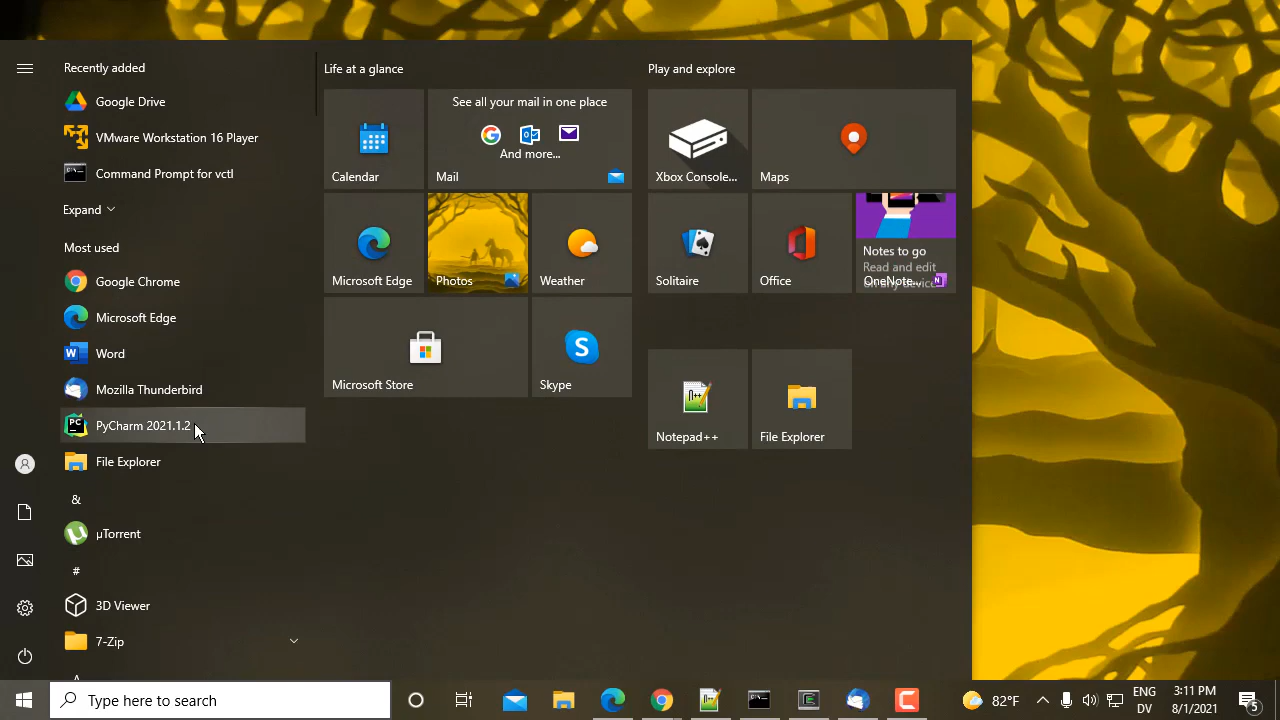 Recently added
Google Drive
VMware Workstation 16 Player
Command Prompt for vctl
Expand
Most used
Google Chrome
Microsoft Edge
Word
Mozilla Thunderbird
PyCharm 2021.1.2
File Explorer
&
µTorrent
#
3D Viewer
7-Zip
Life at a glance
Calendar
See all your mail in one place
And more...
Mail
Microsoft Edge
Photos
Weather
Microsoft Store
Skype
Play and explore
Xbox Console...
Maps
Solitaire
Office
Notes to go
Read and edit
on any device
OneNote...
Notepad++
File Explorer
Type here to search
82°F
ENG
DV
3:11 PM
8/1/2021
5